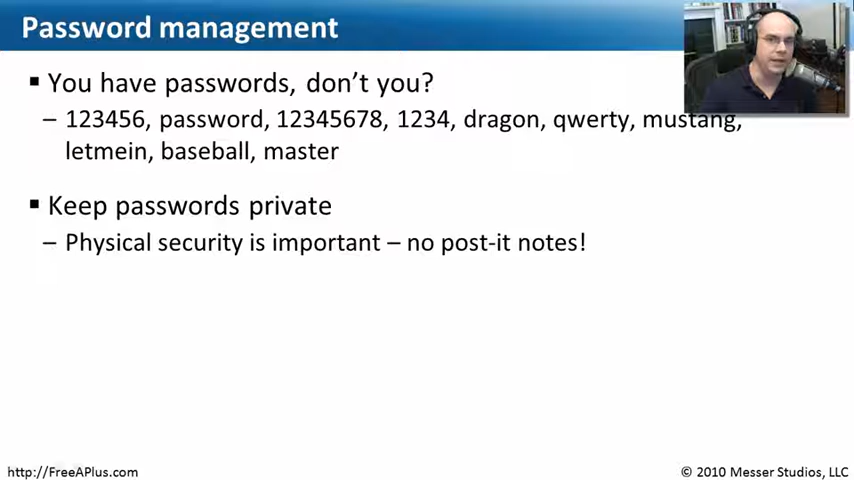 Password management
▪ You have passwords, don’t you?
– 123456, password, 12345678, 1234, dragon, qwerty, mustang,
letmein, baseball, master
▪ Keep passwords private
– Physical security is important – no post-it notes!
http://FreeAPlus.com
© 2010 Messer Studios, LLC